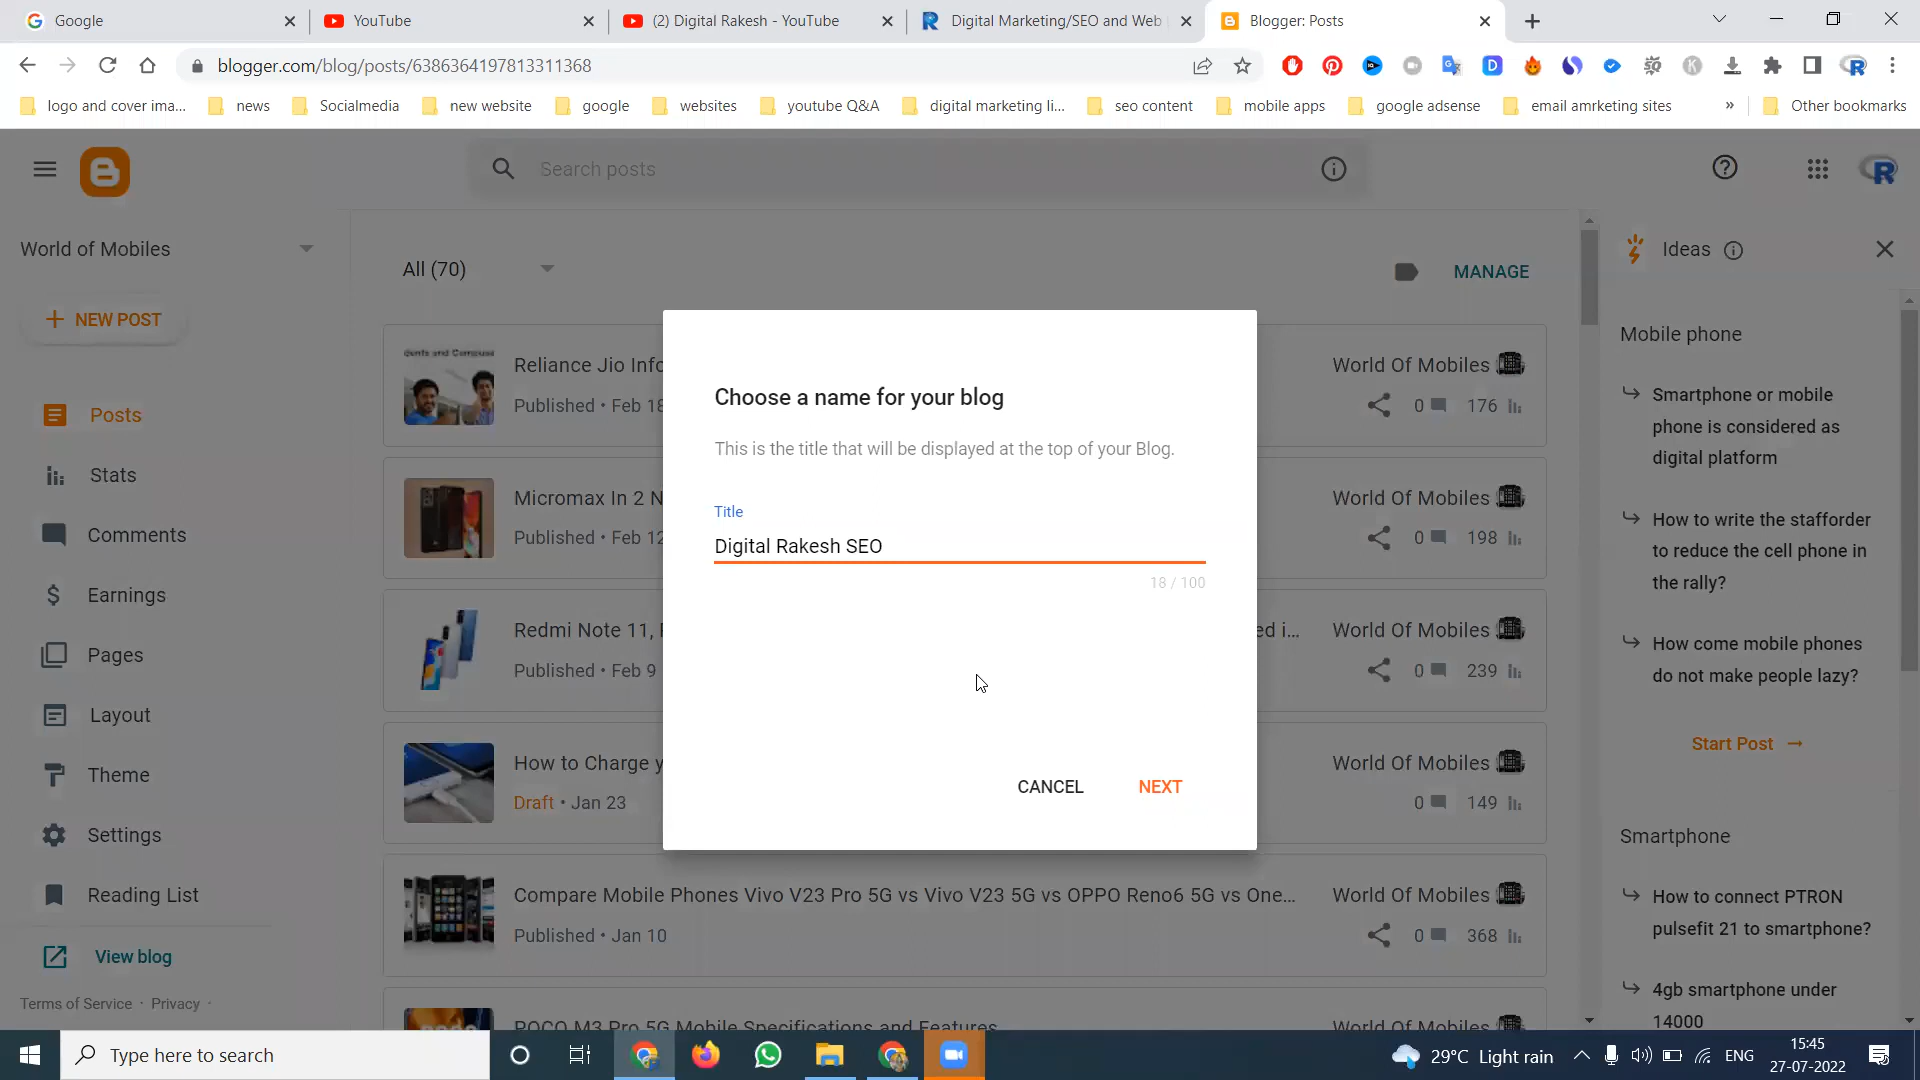 Google
YouTube
(2) Digital Rakesh - YouTube
Digital Marketing/SEO and Web
Blogger: Posts
blogger.com/blog/posts/6386364197813311368
logo and cover ima...
news
Socialmedia
new website
google
websites
youtube Q&A
digital marketing li...
seo content
mobile apps
google adsense
email amrketing sites
»
Other bookmarks
Search posts
World of Mobiles
NEW POST
Posts
Stats
Comments
Earnings
Pages
Layout
Theme
Settings
Reading List
View blog
Terms of Service · Privacy ·
All (70)
MANAGE
Reliance Jio Info
Published • Feb 18
World Of Mobiles
0 176
Micromax In 2 N
Published • Feb 12
World Of Mobiles
0 198
Redmi Note 11, F
ed i...
Published • Feb 9
World Of Mobiles
0 239
How to Charge y
Draft • Jan 23
World Of Mobiles
0 149
Compare Mobile Phones Vivo V23 Pro 5G vs Vivo V23 5G vs OPPO Reno6 5G vs One...
Published • Jan 10
World Of Mobiles
0 368
POCO M3 Pro 5G Mobile Specifications and Features
World Of Mobiles
Choose a name for your blog
This is the title that will be displayed at the top of your Blog.
Title
Digital Rakesh SEO
18 / 100
CANCEL
NEXT
Ideas
Mobile phone
Smartphone or mobile
phone is considered as
digital platform
How to write the stafforder
to reduce the cell phone in
the rally?
How come mobile phones
do not make people lazy?
Start Post
Smartphone
How to connect PTRON
pulsefit 21 to smartphone?
4gb smartphone under
14000
Type here to search
29°C Light rain
ENG
15:45
27-07-2022